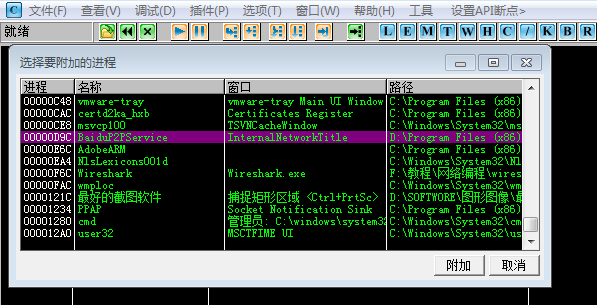 C 文件(F) 查看(V) 调试(D) 插件(P) 选项(T) 窗口(W) 帮助(H) 工具 设置API断点>
就绪 L E M T W H C / K B R
选择要附加的进程
进程 名称 窗口 路径
00000C48 vmware-tray vmware-tray Main UI Window C:\Program Files (x86)
00000CAC certd2ka_hxb Certificates Register C:\Program Files (x86)
00000CE8 msvcp100 TSVNCacheWindow C:\Windows\System32\ms
00000D9C BaiduP2PService InternalNetworkTitle D:\Program Files (x86)
00000E6C AdobeARM C:\Program Files (x86)
00000EA4 NlsLexicons001d C:\Windows\System32\Nl
00000F6C Wireshark Wireshark.exe F:\教程\网络编程\wires
00000FAC wmploc C:\Windows\System32\wm
0000121C 最好的截图软件 捕捉矩形区域 <Ctrl+PrtSc> D:\SOFTWORE\图形图像\最
00001234 PPAP Socket Notification Sink C:\Program Files (x86)
00001280 cmd 管理员: C:\windows\system32 C:\Windows\System32\cm
000012A0 user32 MSCTFIME UI C:\Windows\System32\us
附加 取消